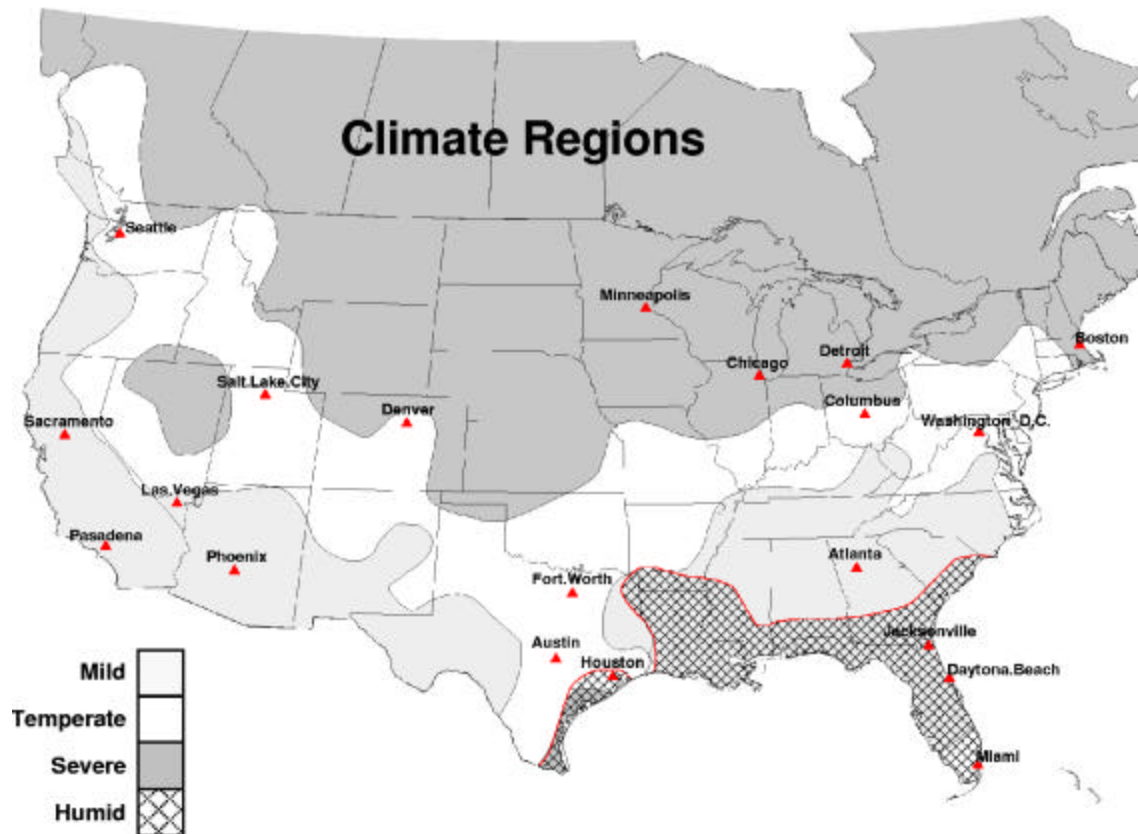 Climate Regions
Seattle
Minneapolis
Boston
Chicago
Detroit
Salt.Lake.City
Denver
Columbus
Sacramento
Washington D.C.
Las.Vegas
Pasadena
Phoenix
Atlanta
Fort.Worth
Austin
Houston
Jacksonville
Daytona.Beach
Miami
Mild
Temperate
Severe
Humid